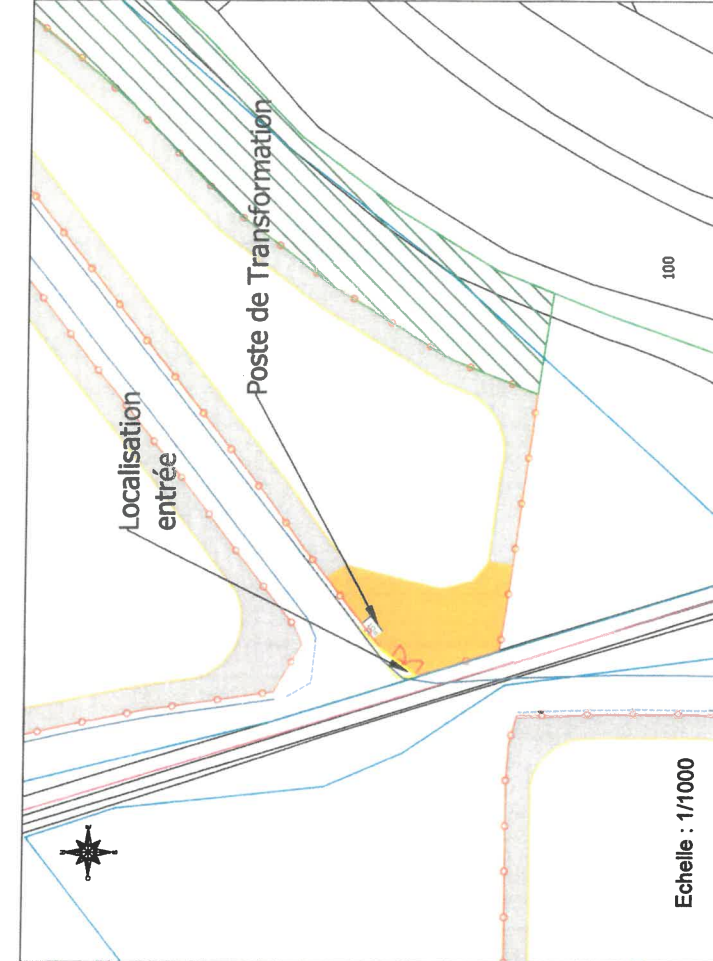 Localisation
entrée
Poste de Transformation
100
Echelle : 1/1000